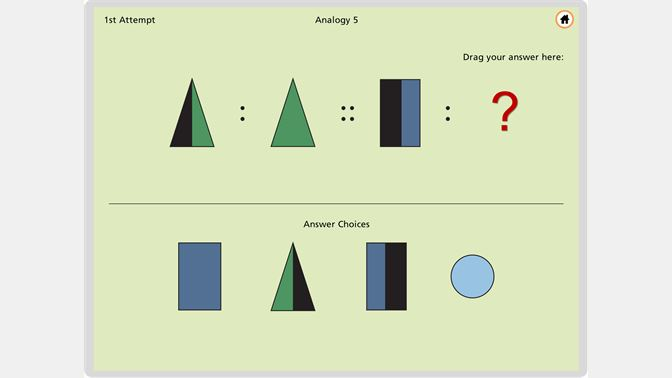 1st Attempt
Analogy 5
Drag your answer here:
: :: : ?
Answer Choices